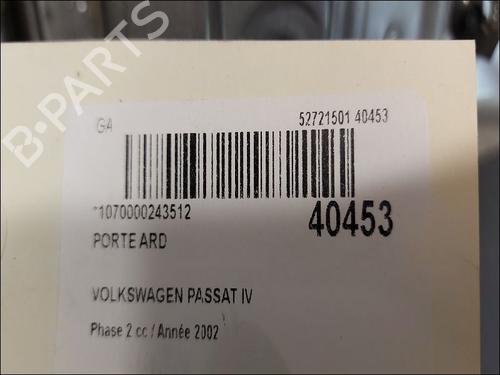 B-PARTS
GA 52721501 40453
*1070000243512 40453
PORTE ARD
VOLKSWAGEN PASSAT IV
Phase 2 cc / Année 2002